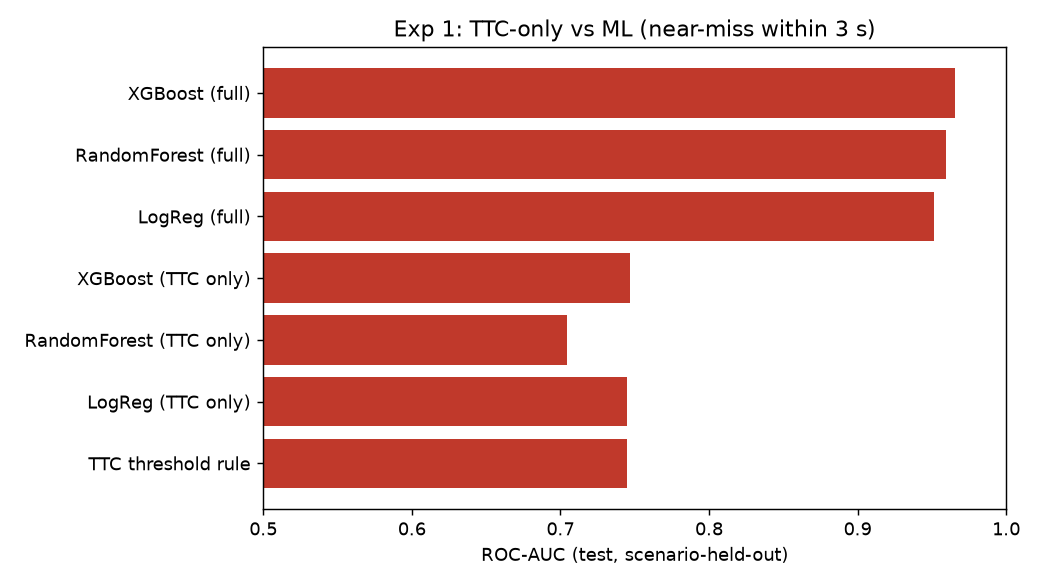 Exp 1: TTC-only vs ML (near-miss within 3 s)
XGBoost (full)
RandomForest (full)
LogReg (full)
XGBoost (TTC only)
RandomForest (TTC only)
LogReg (TTC only)
TTC threshold rule
0.5 0.6 0.7 0.8 0.9 1.0
ROC-AUC (test, scenario-held-out)